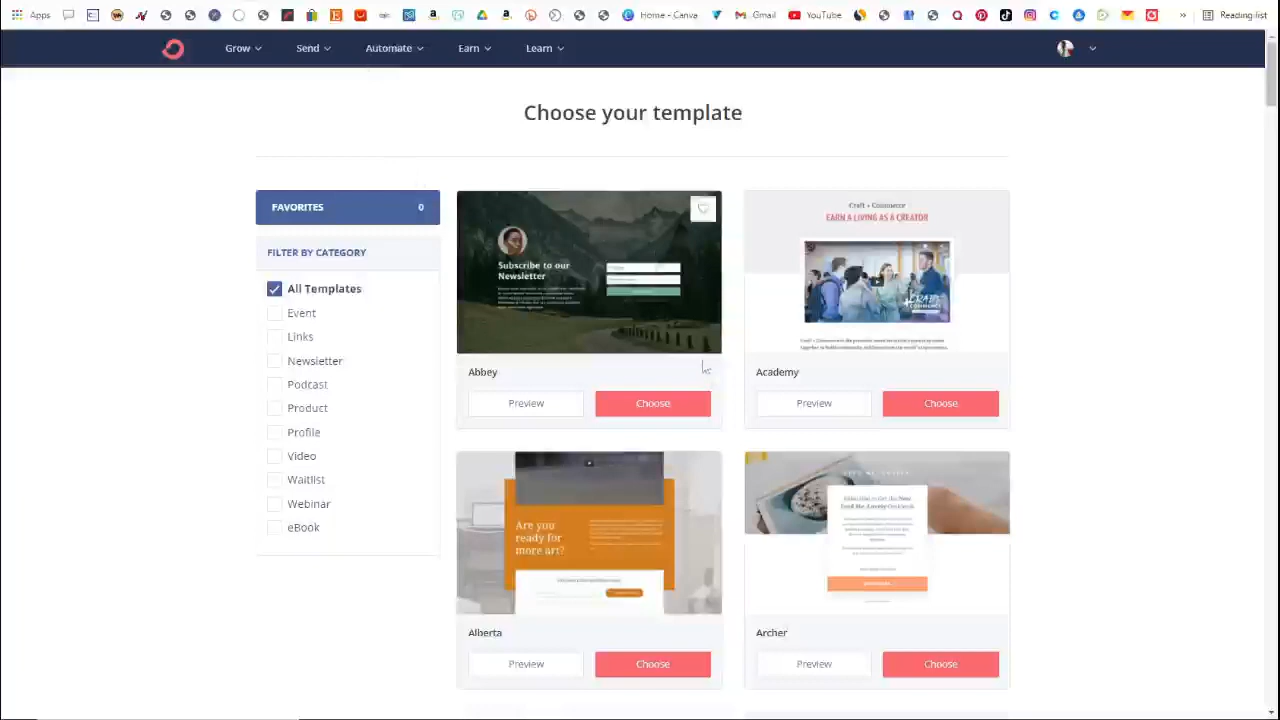 Apps
Home - Canva
Gmail
YouTube
»
Reading list
Grow
Send
Automate
Earn
Learn
Choose your template
FAVORITES 0
FILTER BY CATEGORY
All Templates
Event
Links
Newsletter
Podcast
Product
Profile
Video
Waitlist
Webinar
eBook
Subscribe to our
Newsletter
Abbey
Preview Choose
Craft + Commerce
EARN A LIVING AS A CREATOR
Academy
Preview Choose
Are you
ready for
more art?
Alberta
Preview Choose
Archer
Preview Choose